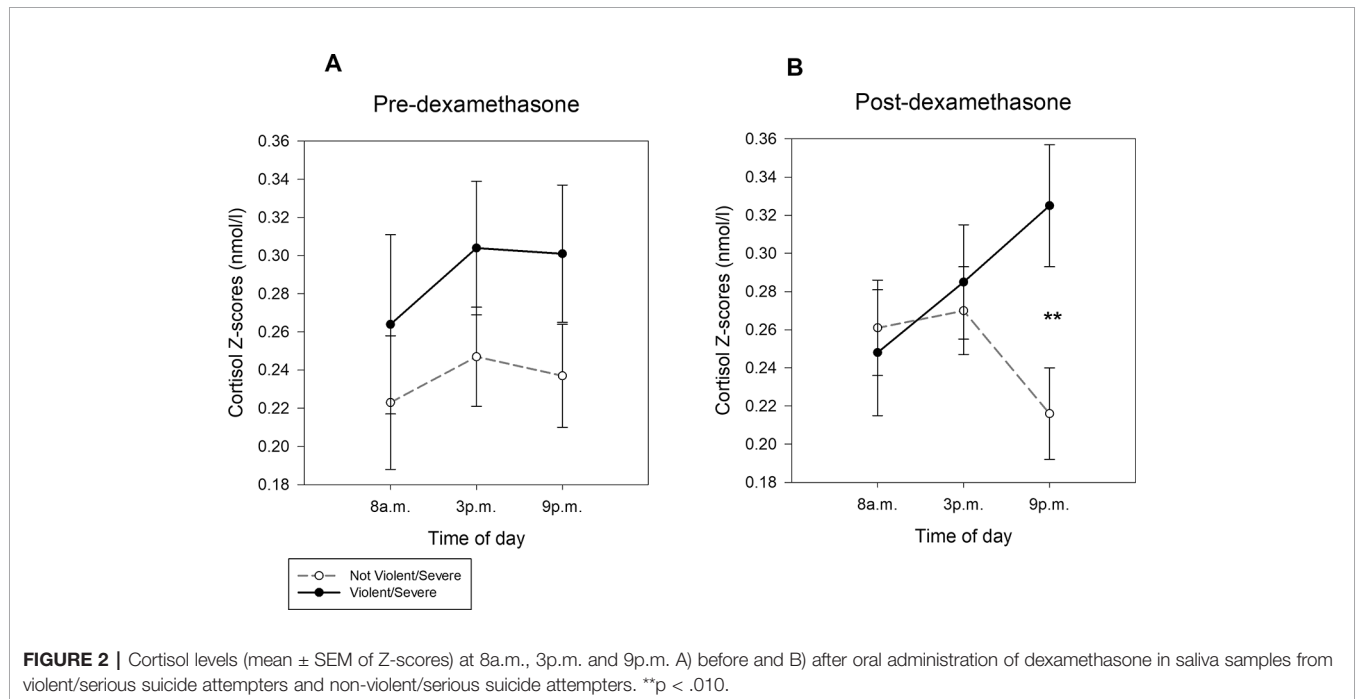 A
Pre-dexamethasone
Cortisol Z-scores (nmol/l)
0.36
0.34
0.32
0.30
0.28
0.26
0.24
0.22
0.20
0.18
8a.m. 3p.m. 9p.m.
Time of day
Not Violent/Severe
Violent/Severe
B
Post-dexamethasone
Cortisol Z-scores (nmol/l)
0.36
0.34
0.32
0.30
0.28
0.26
0.24
0.22
0.20
0.18
**
8a.m. 3p.m. 9p.m.
Time of day
FIGURE 2 | Cortisol levels (mean ± SEM of Z-scores) at 8a.m., 3p.m. and 9p.m. A) before and B) after oral administration of dexamethasone in saliva samples from
violent/serious suicide attempters and non-violent/serious suicide attempters. **p < .010.